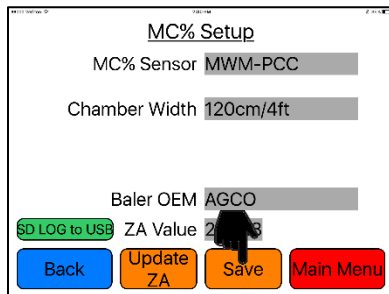 MC% Setup
MC% Sensor MWM-PCC
Chamber Width 120cm/4ft
Baler OEM AGCO
SD LOG to USB ZA Value
Back Update ZA Save Main Menu